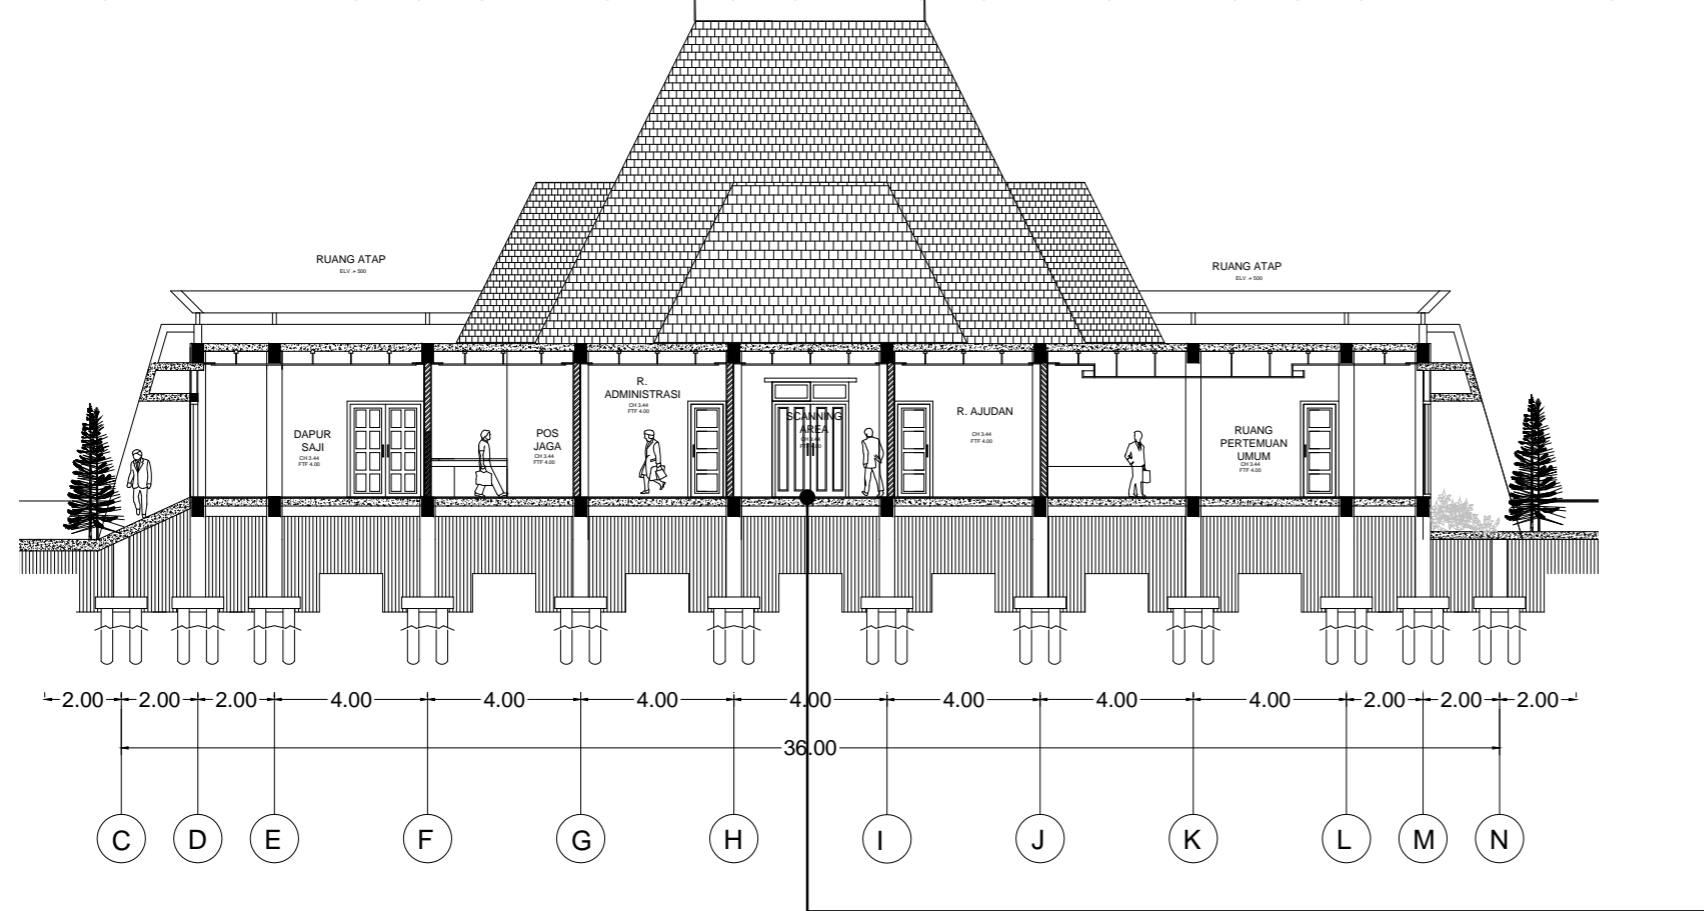 RUANG ATAP
ELV .+ 500
RUANG ATAP
ELV .+ 500
R.
ADMINISTRASI
CH 3.44
FTF 4.00
DAPUR
SAJI
CH 3.44
FTF 4.00
POS
JAGA
CH 3.44
FTF 4.00
SCANNING
AREA
CH 3.44
R. AJUDAN
CH 3.44
FTF 4.00
RUANG
PERTEMUAN
UMUM
CH 3.44
FTF 4.00
2.00 2.00 2.00 4.00 4.00 4.00 4.00 4.00 4.00 4.00 2.00 2.00 2.00
36.00
C D E F G H I J K L M N